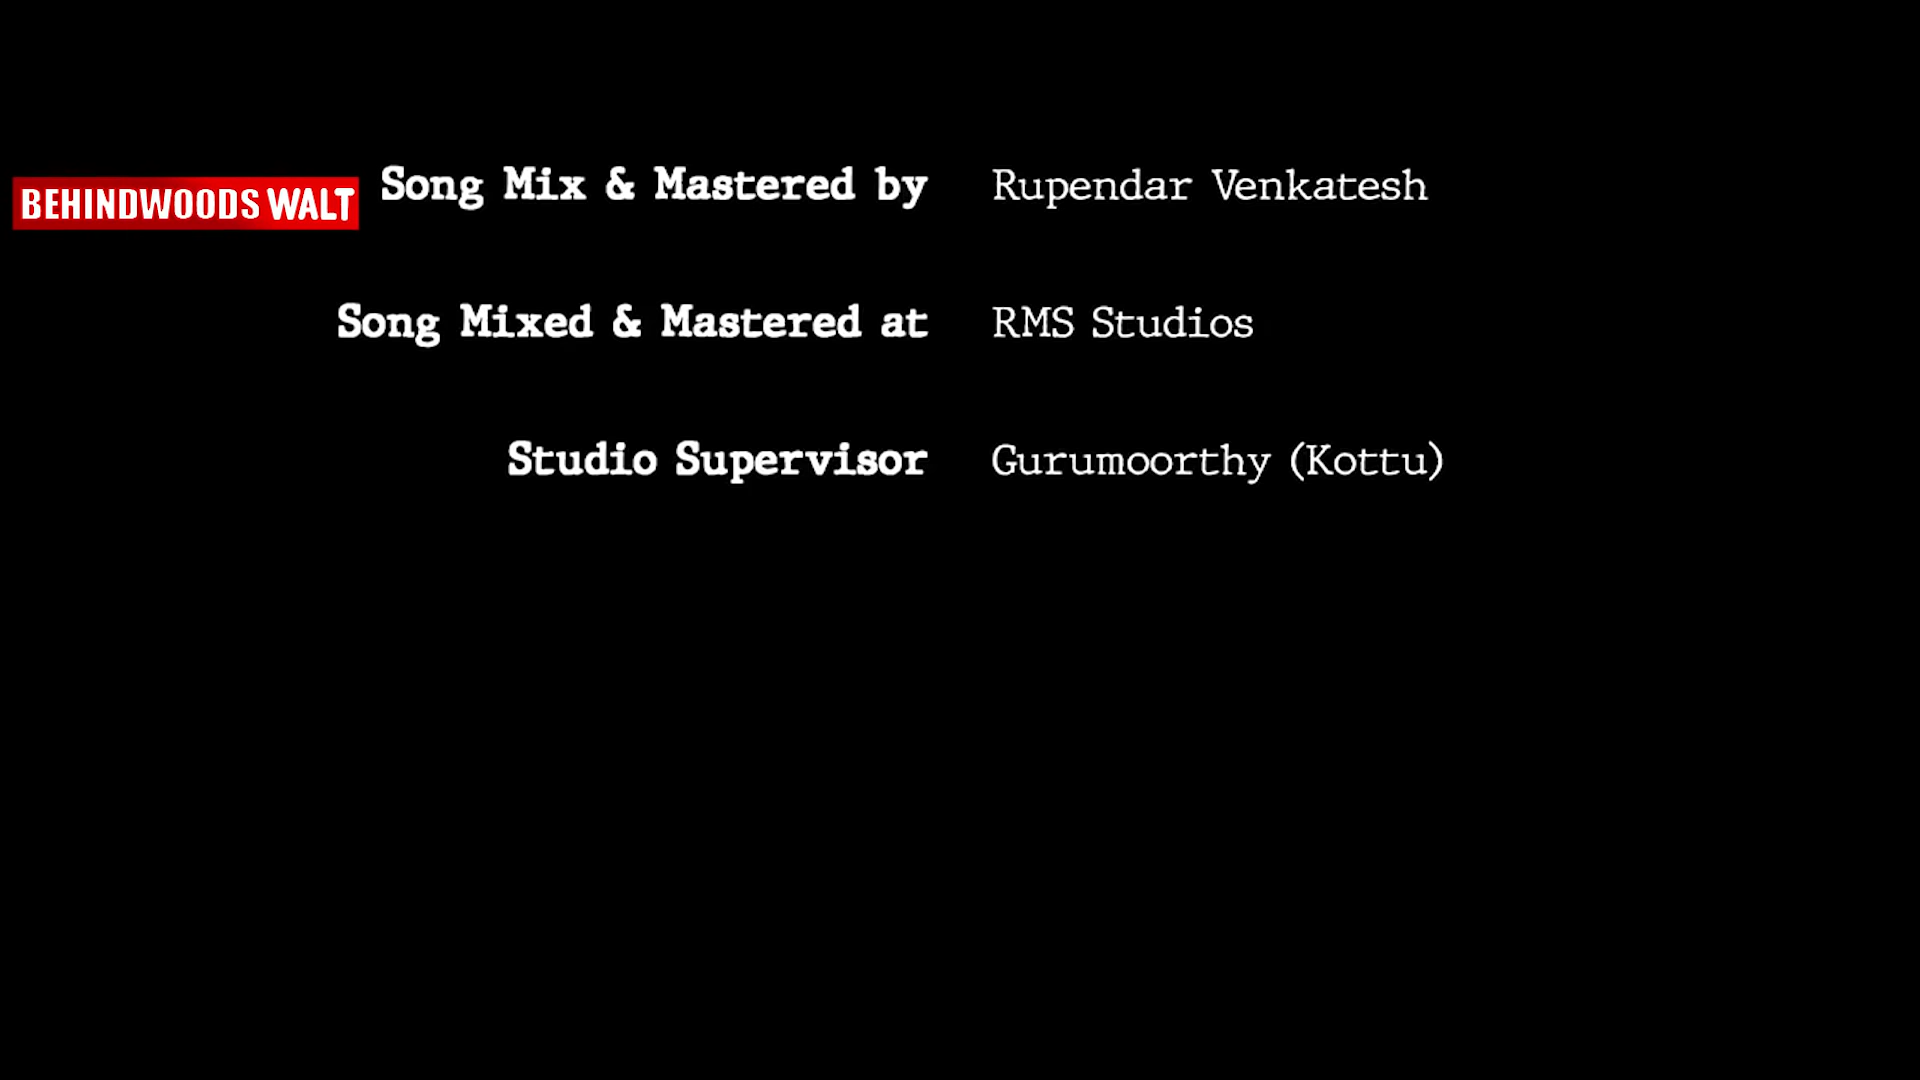 BEHINDWOODS WALT
Song Mix & Mastered by Rupendar Venkatesh
Song Mixed & Mastered at RMS Studios
Studio Supervisor Gurumoorthy (Kottu)